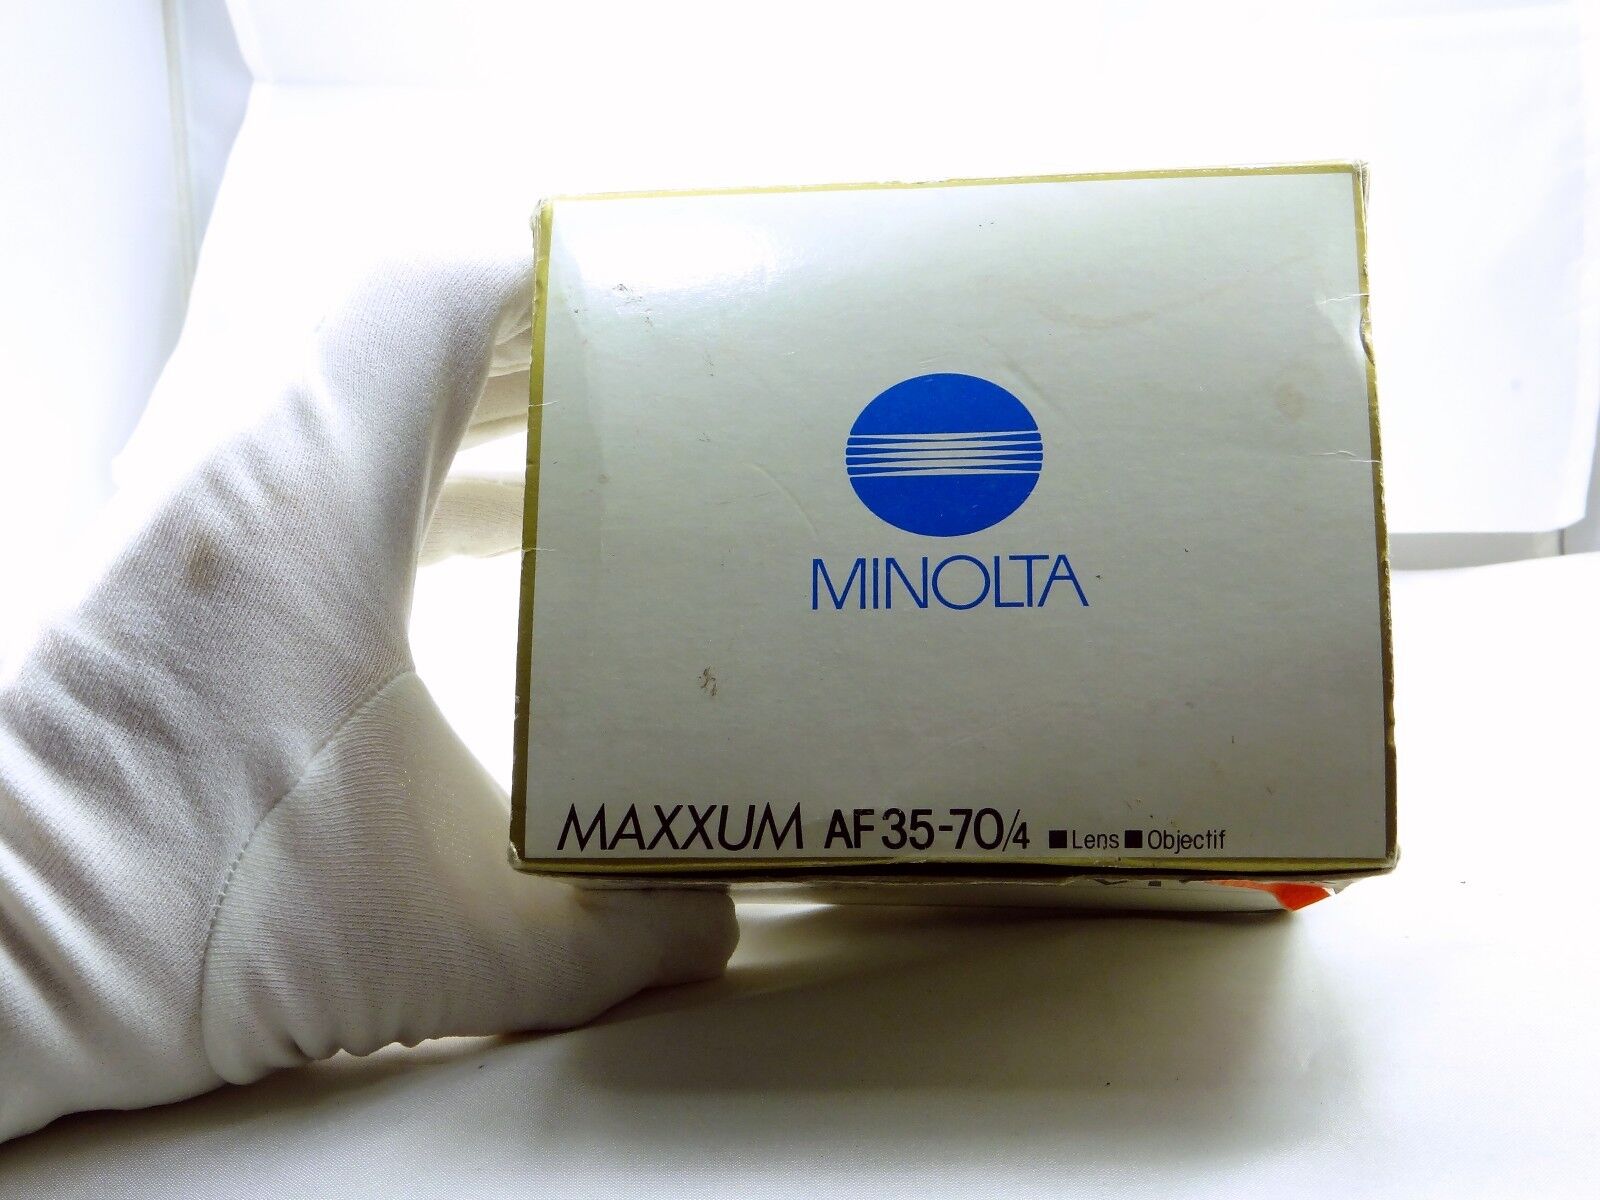 MINOLTA
MAXXUM AF 35-70/4 ■Lens ■Objectif